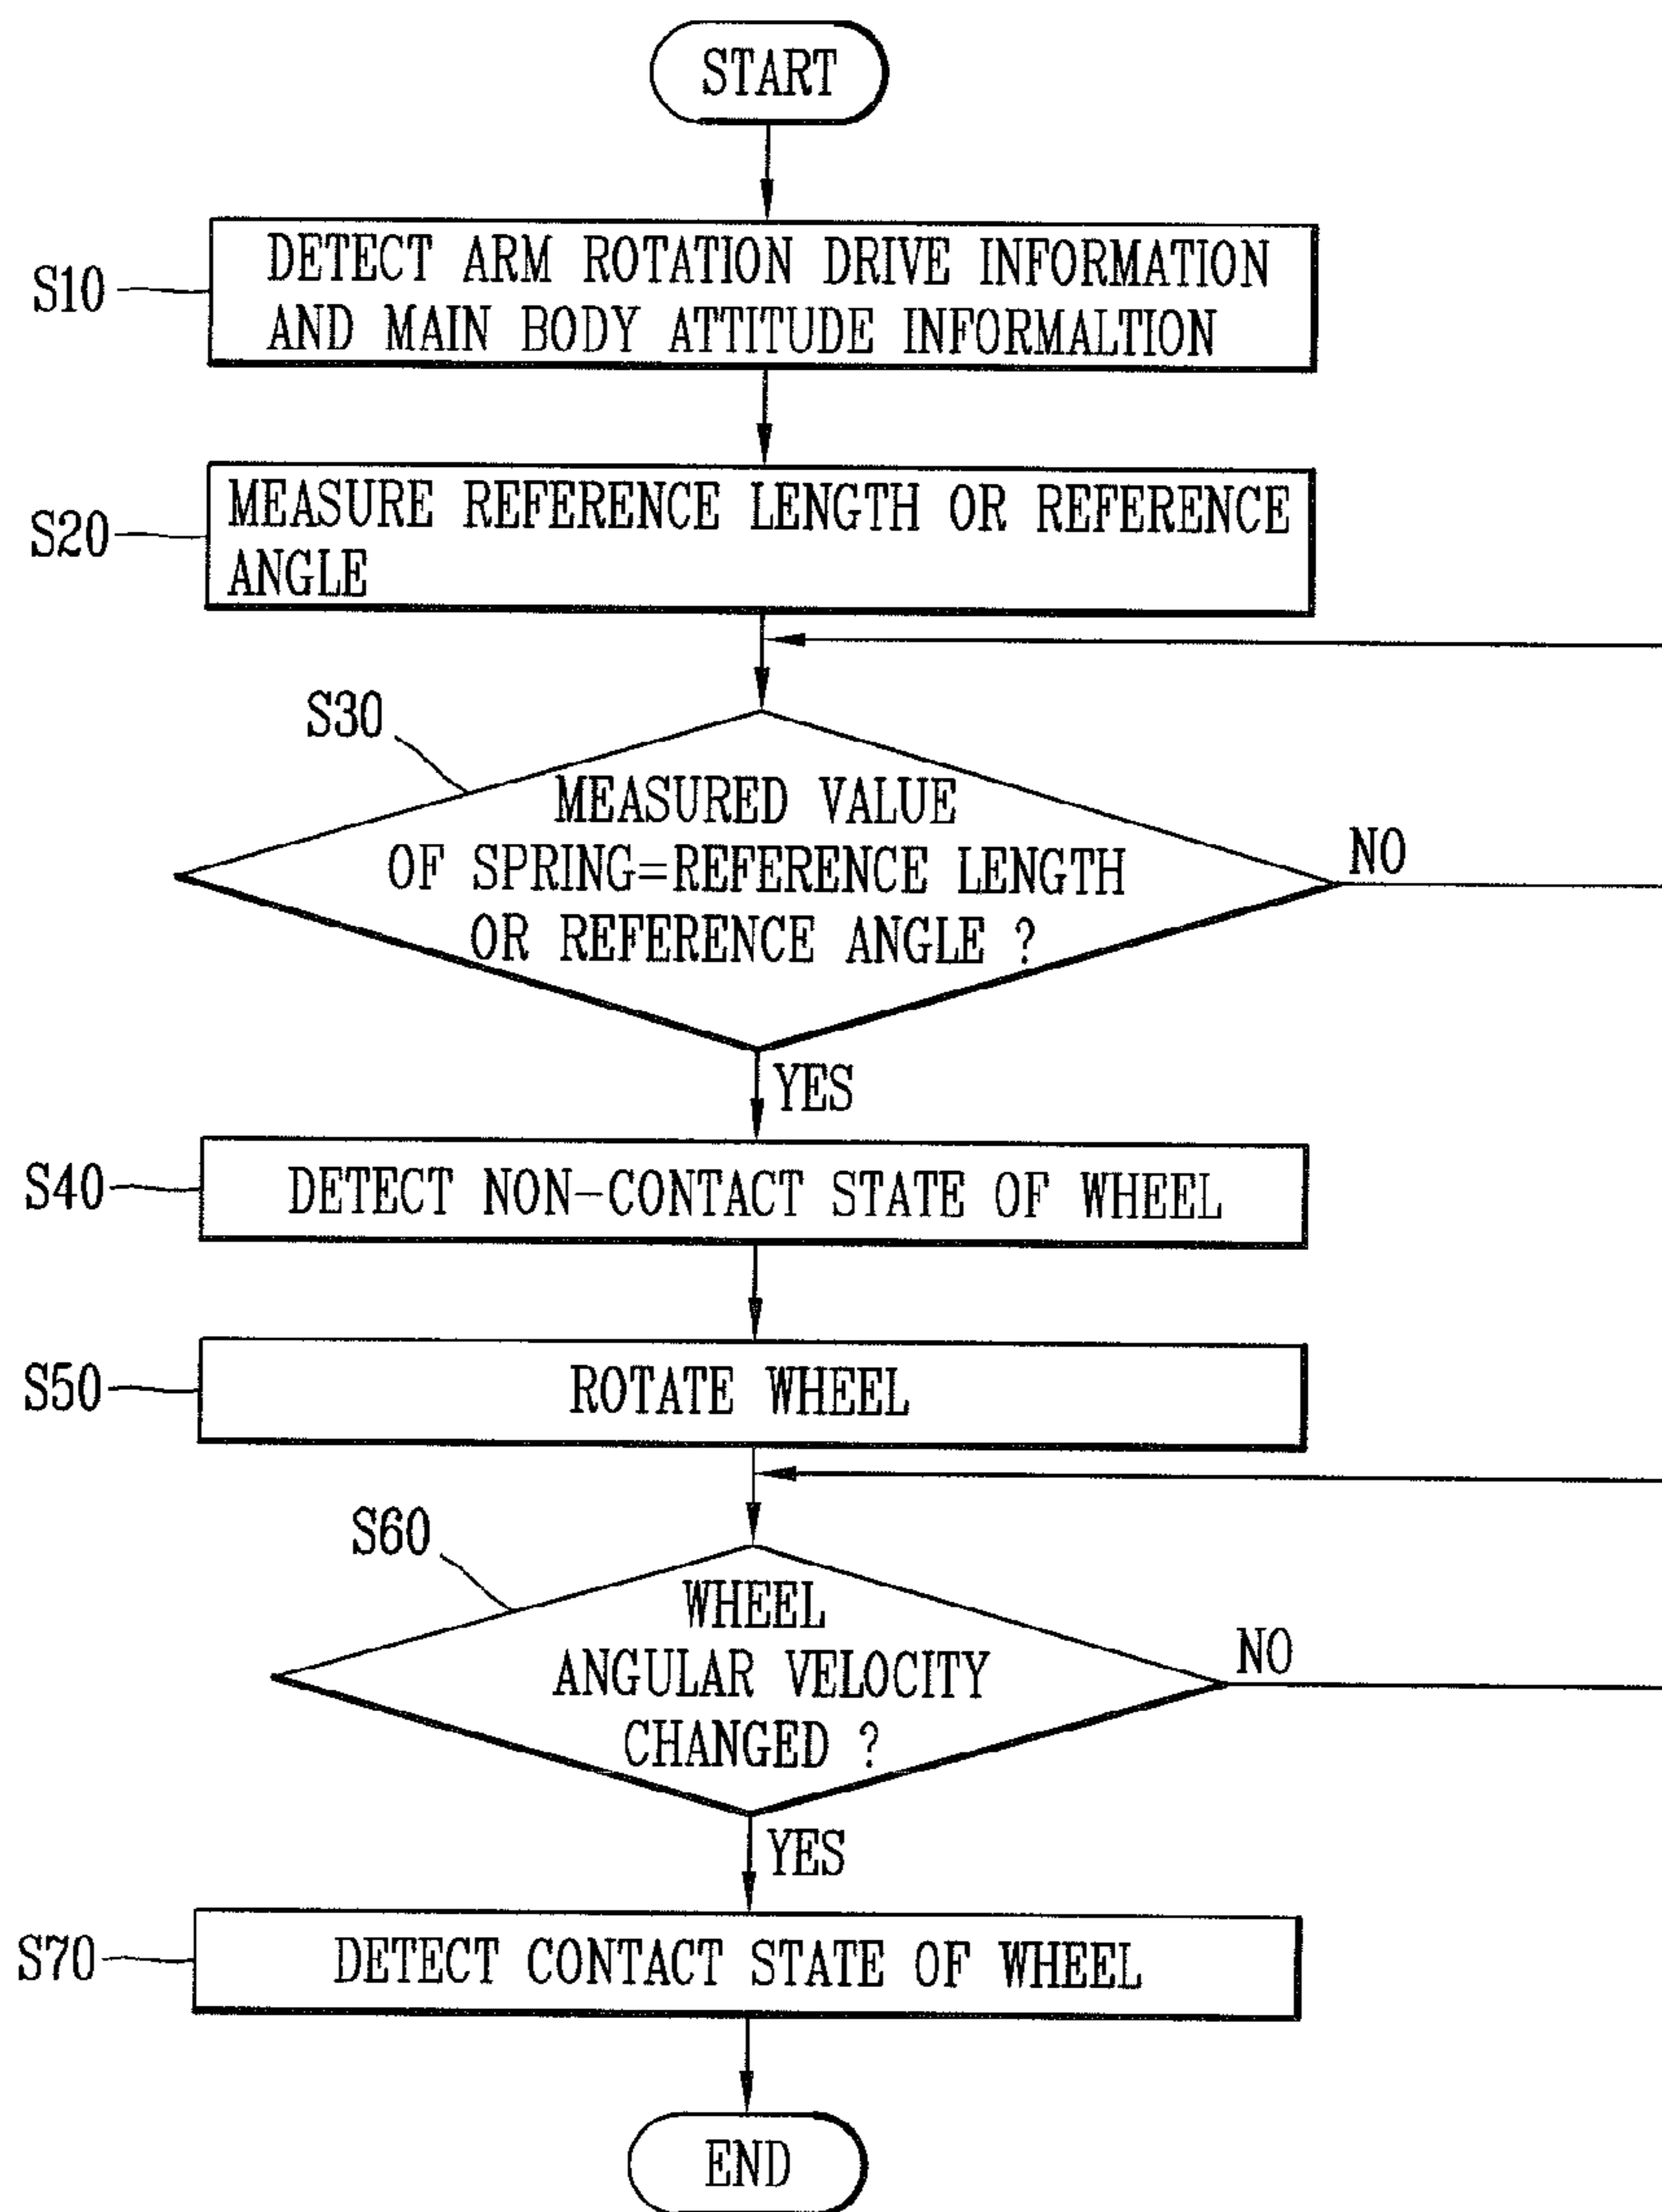 START
S10
DETECT ARM ROTATION DRIVE INFORMATION
AND MAIN BODY ATTITUDE INFORMALTION
S20
MEASURE REFERENCE LENGTH OR REFERENCE
ANGLE
S30
MEASURED VALUE
OF SPRING=REFERENCE LENGTH
OR REFERENCE ANGLE ?
NO
YES
S40
DETECT NON-CONTACT STATE OF WHEEL
S50
ROTATE WHEEL
S60
WHEEL
ANGULAR VELOCITY
CHANGED ?
NO
YES
S70
DETECT CONTACT STATE OF WHEEL
END